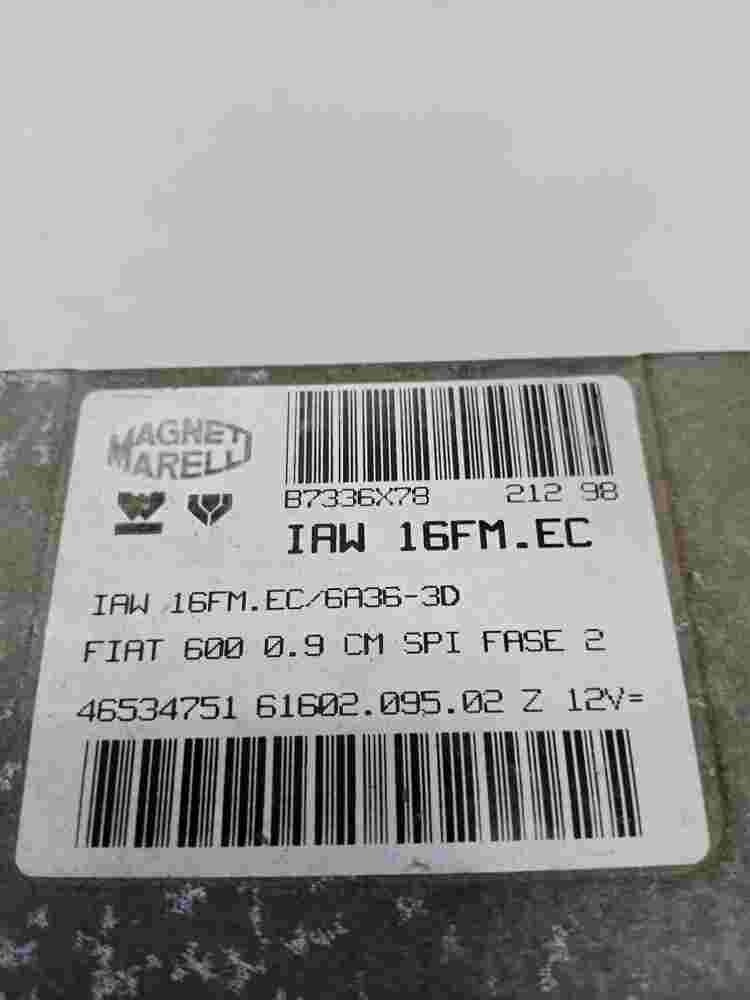 MAGNETI
MARELLI
B7336X78 212 98
IAW 16FM.EC
IAW 16FM.EC/6A36-3D
FIAT 600 0.9 CM SPI FASE 2
46534751 61602.095.02 Z 12V=